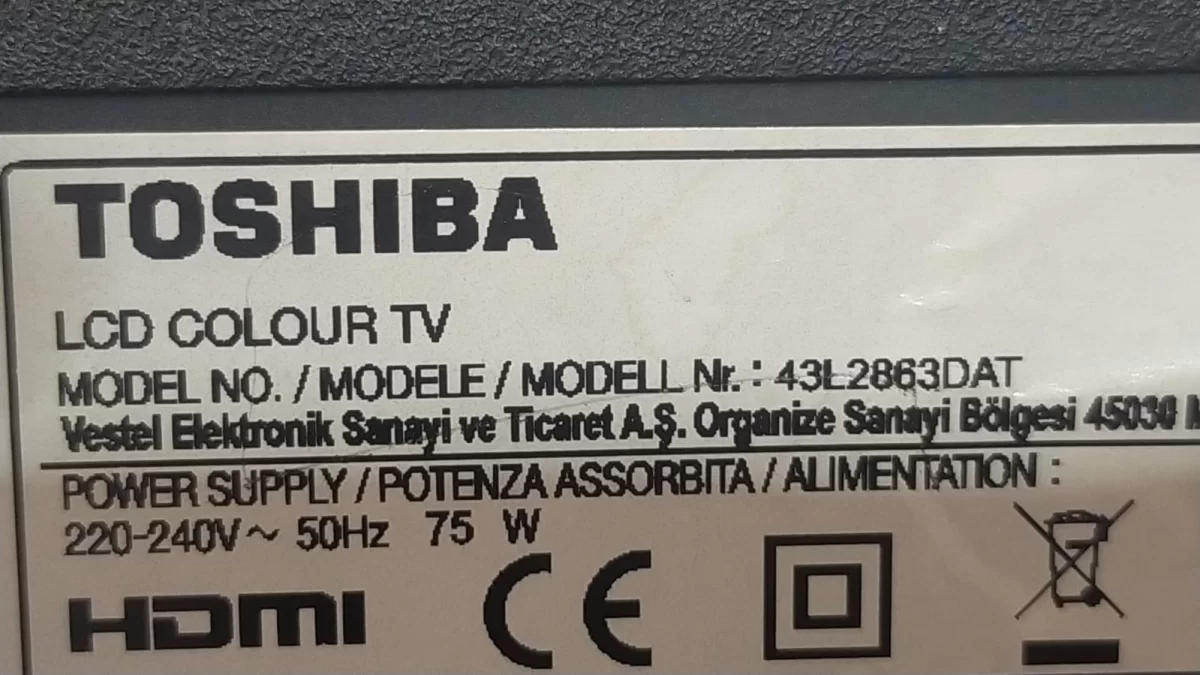 TOSHIBA
LCD COLOUR TV
MODEL NO. / MODELE / MODELL Nr. : 43L2863DAT
Vestel Elektronik Sanayi ve Ticaret A.Ş. Organize Sanayi Bölgesi 45030
POWER SUPPLY / POTENZA ASSORBITA / ALIMENTATION :
220-240V~ 50Hz 75 W
HDMI CE